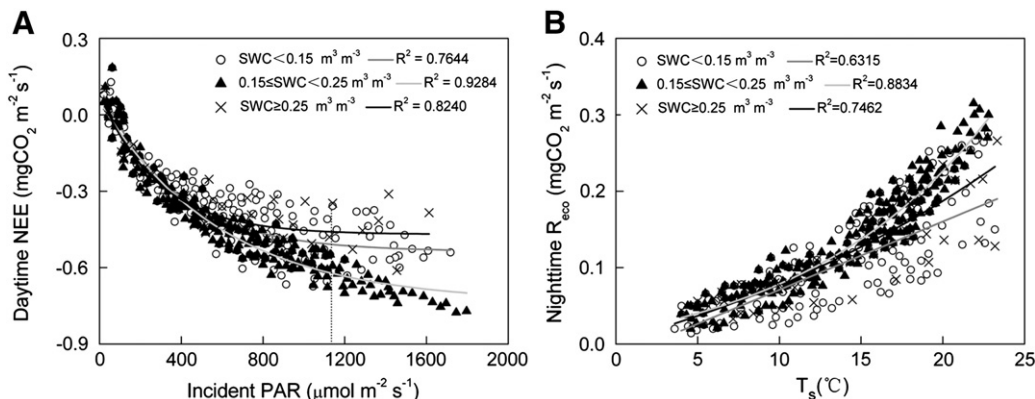 A
Daytime NEE (mgCO₂ m⁻² s⁻¹)
0.3
0.0
-0.3
-0.6
-0.9
SWC<0.15 m³ m⁻³ R² = 0.7644
0.15≤SWC<0.25 m³ m⁻³ R² = 0.9284
SWC≥0.25 m³ m⁻³ R² = 0.8240
0 400 800 1200 1600 2000
Incident PAR (μmol m⁻² s⁻¹)
B
Nighttime R_eco (mgCO₂ m⁻² s⁻¹)
0.4
0.3
0.2
0.1
0.0
SWC<0.15 m³ m⁻³ R²=0.6315
0.15≤SWC<0.25 m³ m⁻³ R²=0.8834
SWC≥0.25 m³ m⁻³ R²=0.7462
0 5 10 15 20 25
T_S(℃)